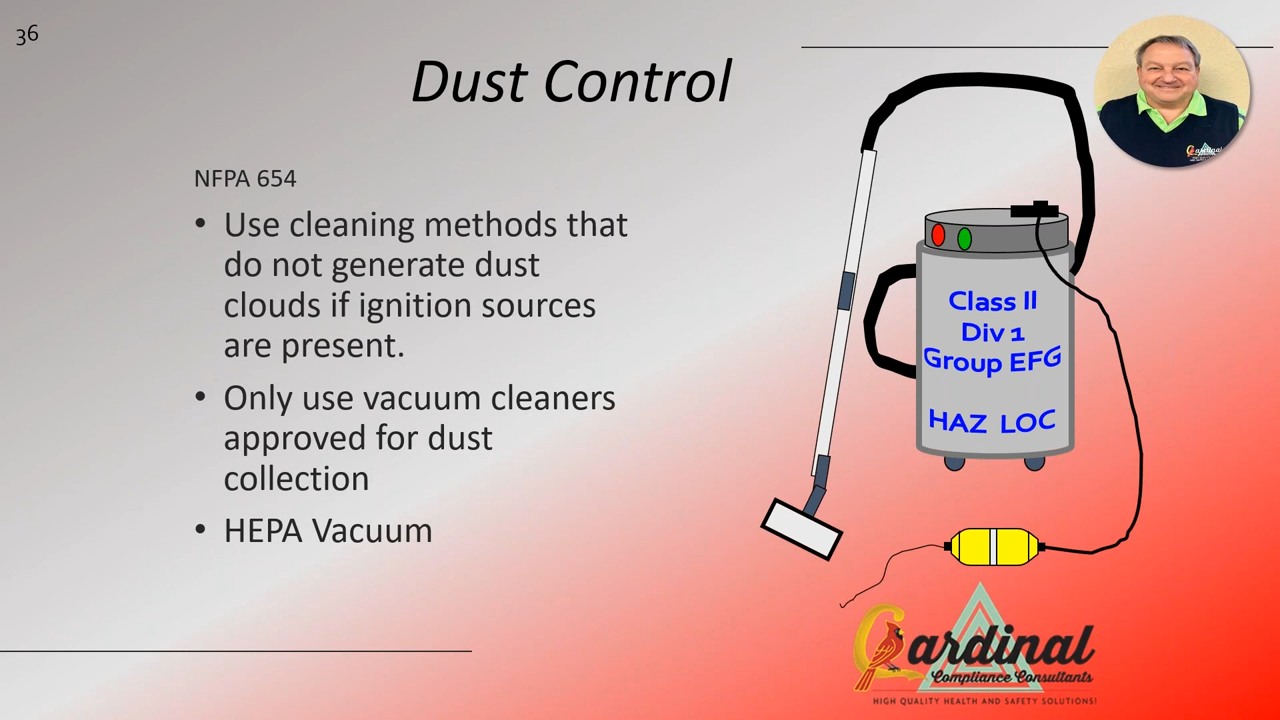 36
Dust Control
NFPA 654
• Use cleaning methods that
do not generate dust
clouds if ignition sources
are present.
• Only use vacuum cleaners
approved for dust
collection
• HEPA Vacuum
Class II
Div 1
Group EFG
HAZ LOC
Cardinal
Cardinal
Compliance Consultants
HIGH QUALITY HEALTH AND SAFETY SOLUTIONS!